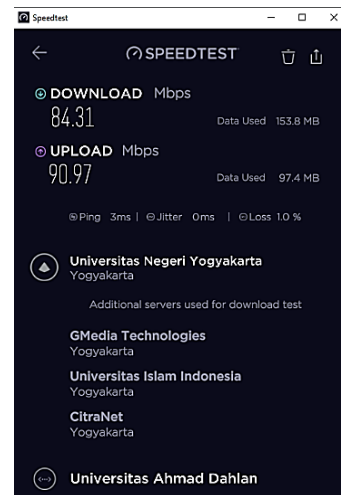 Speedtest
SPEEDTEST
DOWNLOAD Mbps
84.31
Data Used 153.8 MB
UPLOAD Mbps
90.97
Data Used 97.4 MB
Ping 3ms | Jitter 0ms | Loss 1.0 %
Universitas Negeri Yogyakarta
Yogyakarta
Additional servers used for download test
GMedia Technologies
Yogyakarta
Universitas Islam Indonesia
Yogyakarta
CitraNet
Yogyakarta
Universitas Ahmad Dahlan